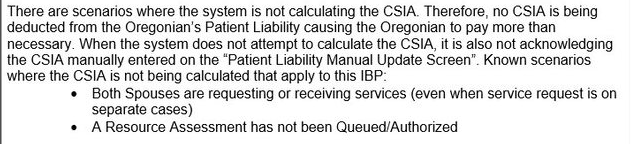 There are scenarios where the system is not calculating the CSIA. Therefore, no CSIA is being
deducted from the Oregonian's Patient Liability causing the Oregonian to pay more than
necessary. When the system does not attempt to calculate the CSIA, it is also not acknowledging
the CSIA manually entered on the "Patient Liability Manual Update Screen". Known scenarios
where the CSIA is not being calculated that apply to this IBP:
• Both Spouses are requesting or receiving services (even when service request is on
separate cases)
• A Resource Assessment has not been Queued/Authorized